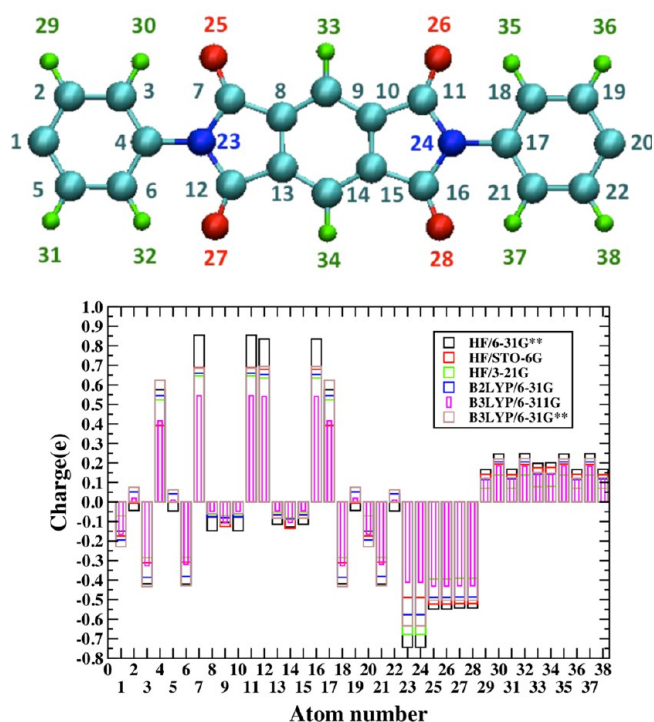 29 30 25 33 26 35 36
2 3 7 8 9 10 11 18 19
1 4 23 24 17 20
5 6 12 13 14 15 16 21 22
31 32 27 34 28 37 38
1.0
0.9
0.8
0.7
0.6
0.5
0.4
0.3
0.2
0.1
0.0
-0.1
-0.2
-0.3
-0.4
-0.5
-0.6
-0.7
-0.8
Charge(e)
HF/6-31G**
HF/STO-6G
HF/3-21G
B2LYP/6-31G
B3LYP/6-311G
B3LYP/6-31G**
0 2 4 6 8 10 12 14 16 18 20 22 24 26 28 30 32 34 36 38
1 3 5 7 9 11 13 15 17 19 21 23 25 27 29 31 33 35 37
Atom number